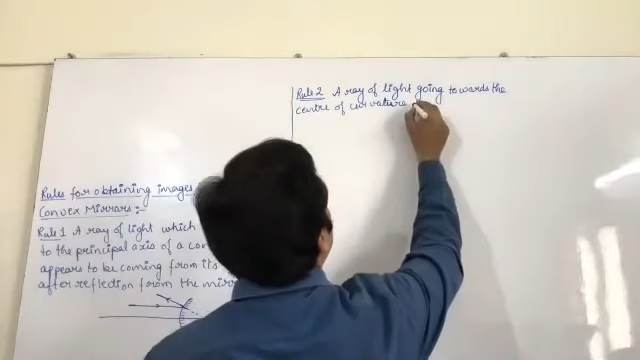 Rules for obtaining images
Convex Mirrors:-
Rule 1 A ray of light which
to the principal axis of a
appears to be coming from its
after reflection from the
Rule 2 A ray of light going towards the
centre of curvature